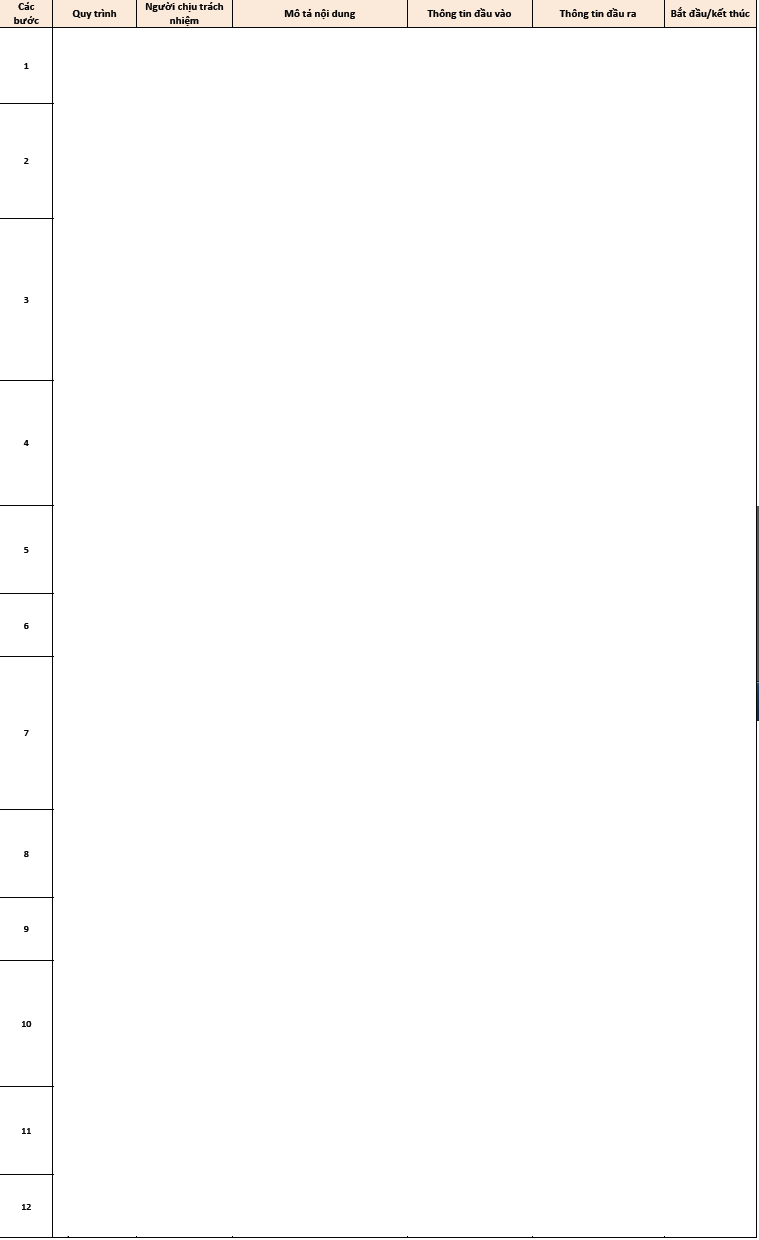 Các bước
Quy trình
Người chịu trách nhiệm
Mô tả nội dung
Thông tin đầu vào
Thông tin đầu ra
Bắt đầu/kết thúc
1
2
3
4
5
6
7
8
9
10
11
12